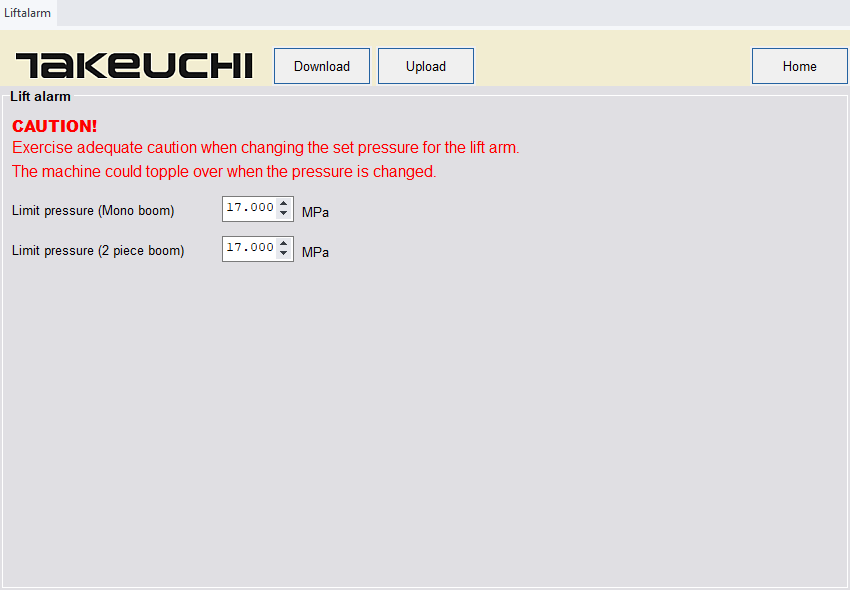 Liftalarm
TAKEUCHI
Download
Upload
Home
Lift alarm
CAUTION!
Exercise adequate caution when changing the set pressure for the lift arm.
The machine could topple over when the pressure is changed.
Limit pressure (Mono boom) 17.000 MPa
Limit pressure (2 piece boom) 17.000 MPa